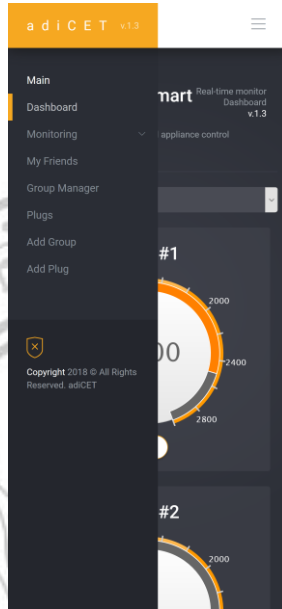 adiCET v.1.3
Main
Dashboard
Monitoring
My Friends
Group Manager
Plugs
Add Group
Add Plug
Copyright 2018 © All Rights
Reserved. adiCET
mart Real-time monitor
Dashboard
v.1.3
appliance control
#1
2000
2400
2800
00
#2
2000